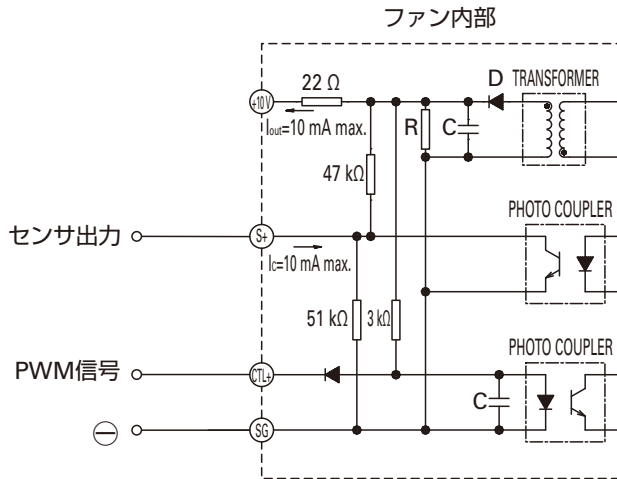 ファン内部
+10V
22 Ω
Iout=10 mA max.
R
C
D
TRANSFORMER
47 kΩ
PHOTO COUPLER
センサ出力
S+
Ic=10 mA max.
51 kΩ
3 kΩ
PHOTO COUPLER
PWM信号
CTL+
C
⊖
SG